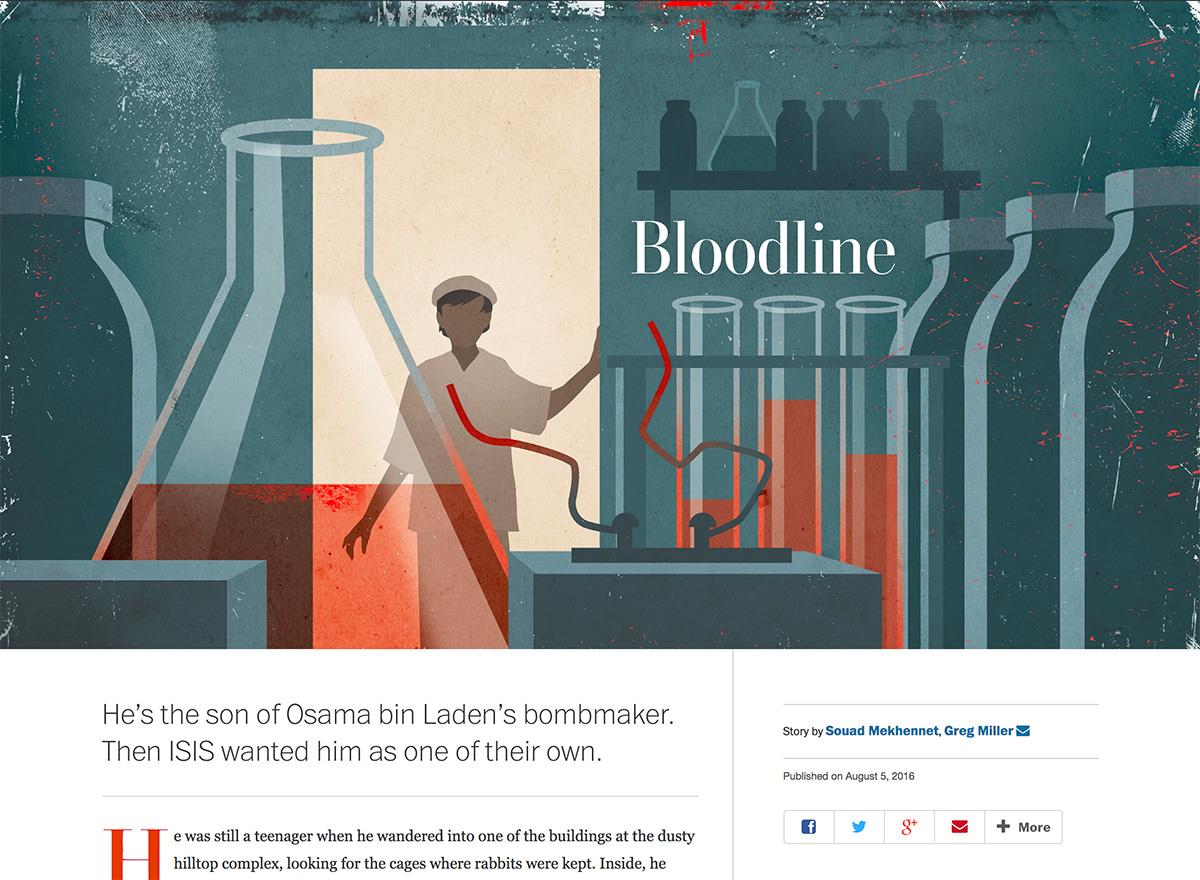 Bloodline
He's the son of Osama bin Laden's bombmaker.
Then ISIS wanted him as one of their own.
He was still a teenager when he wandered into one of the buildings at the dusty
hilltop complex, looking for the cages where rabbits were kept. Inside, he
Story by Souad Mekhennet, Greg Miller
Published on August 5, 2016
f
g+
+ More